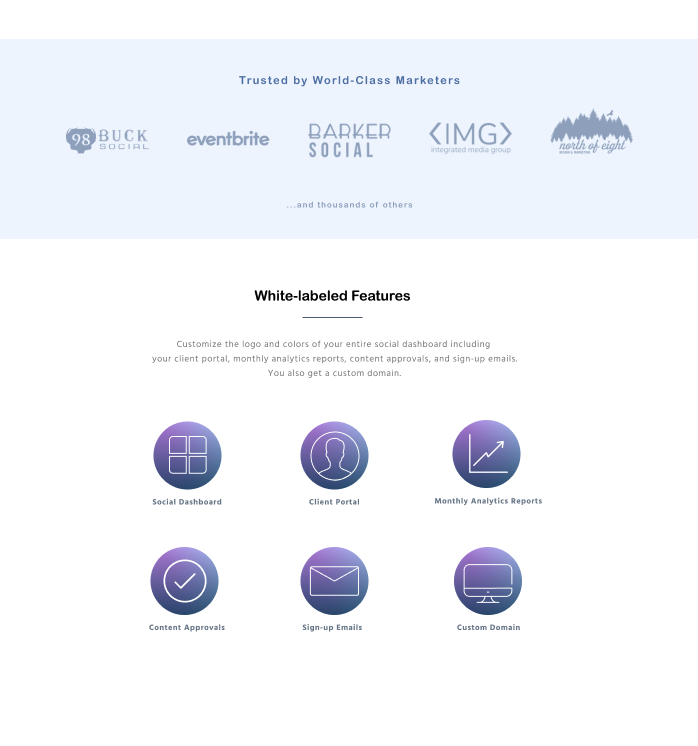 Trusted by World-Class Marketers
98 BUCK
SOCIAL
eventbrite
BARKER
SOCIAL
<IMG>
integrated media group
north of eight
DESIGN & MARKETING
...and thousands of others
White-labeled Features
Customize the logo and colors of your entire social dashboard including
your client portal, monthly analytics reports, content approvals, and sign-up emails.
You also get a custom domain.
Social Dashboard
Client Portal
Monthly Analytics Reports
Content Approvals
Sign-up Emails
Custom Domain